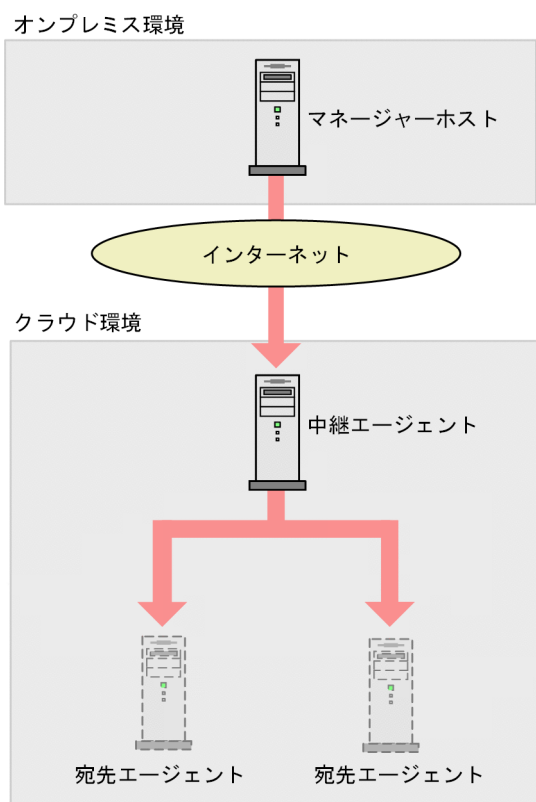 オンプレミス環境
マネージャーホスト
インターネット
クラウド環境
中継エージェント
宛先エージェント
宛先エージェント